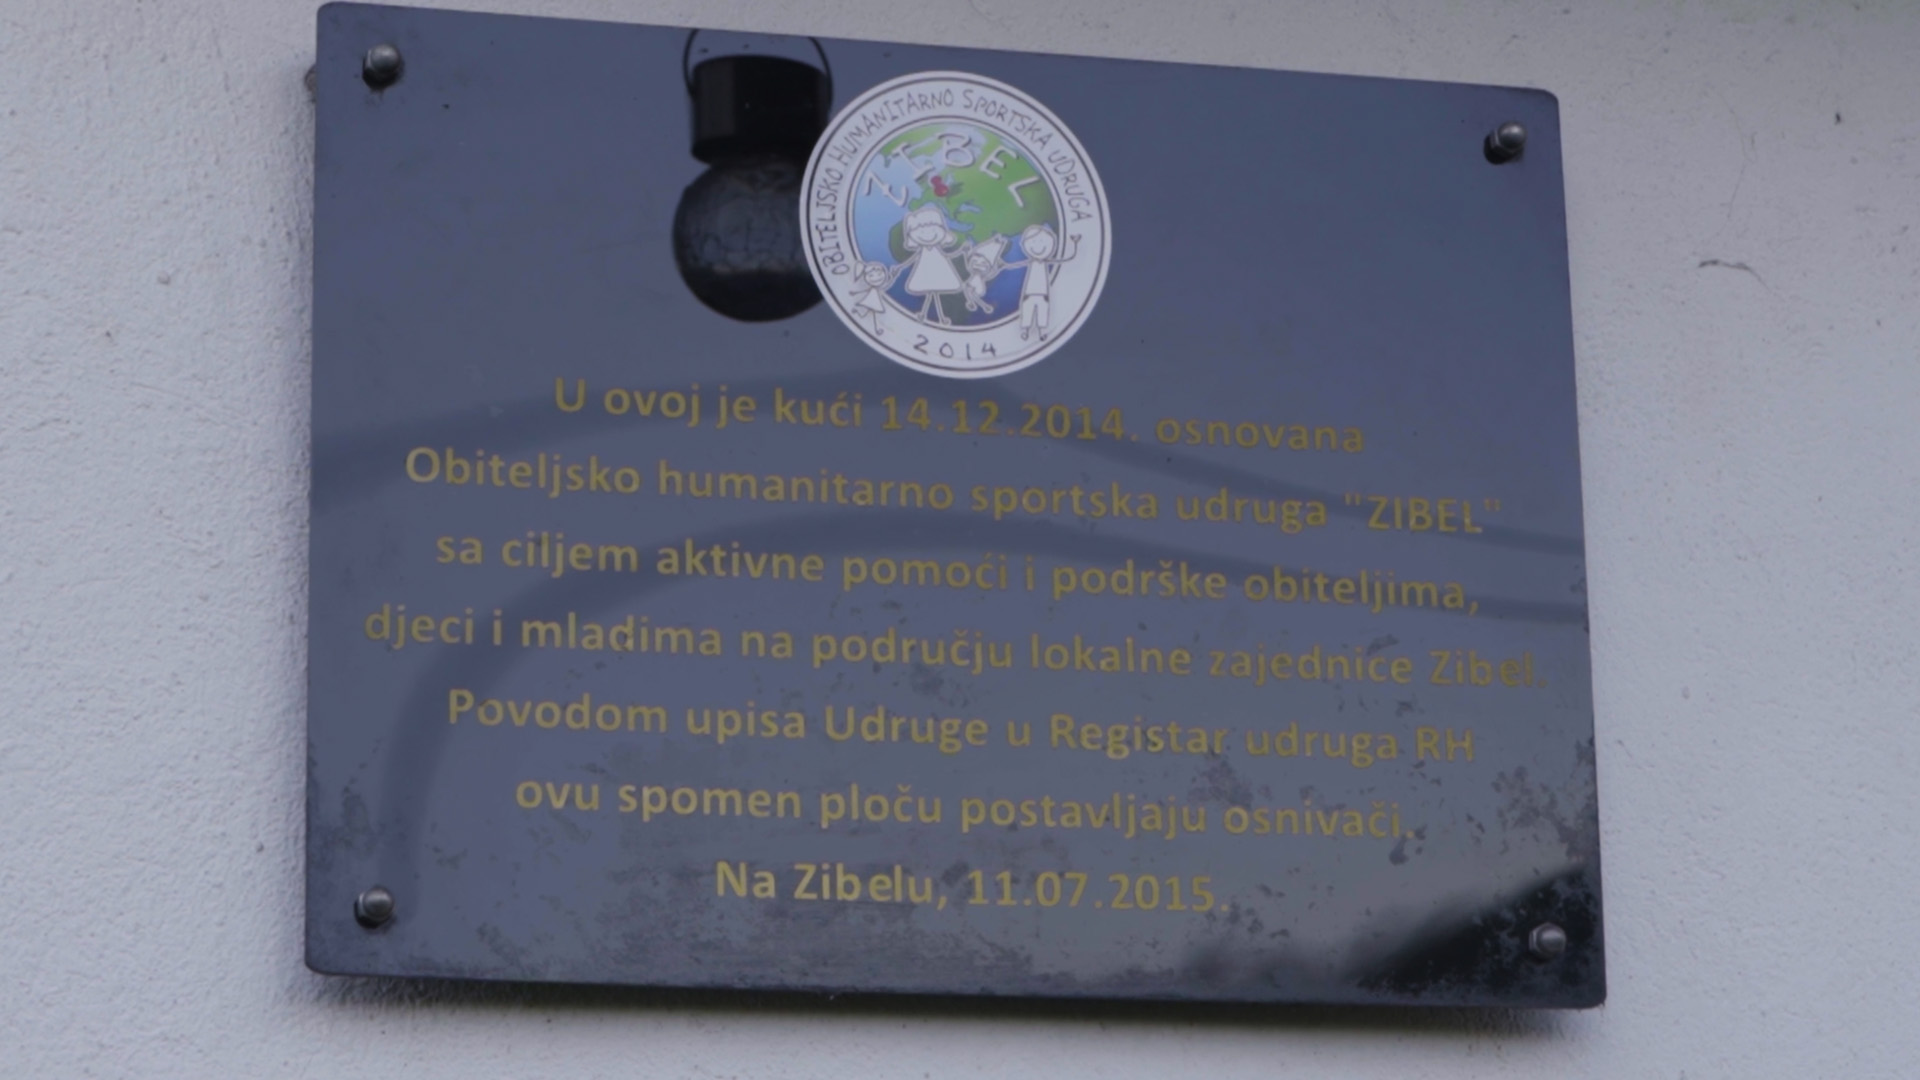 OBITELJSKO HUMANITARNO SPORTSKA UDRUGA
ZIBEL
2014
U ovoj je kući 14.12.2014. osnovana
Obiteljsko humanitarno sportska udruga "ZIBEL"
sa ciljem aktivne pomoći i podrške obiteljima,
djeci i mladima na području lokalne zajednice Zibel.
Povodom upisa Udruge u Registar udruga RH
ovu spomen ploču postavljaju osnivači.
Na Zibelu, 11.07.2015.